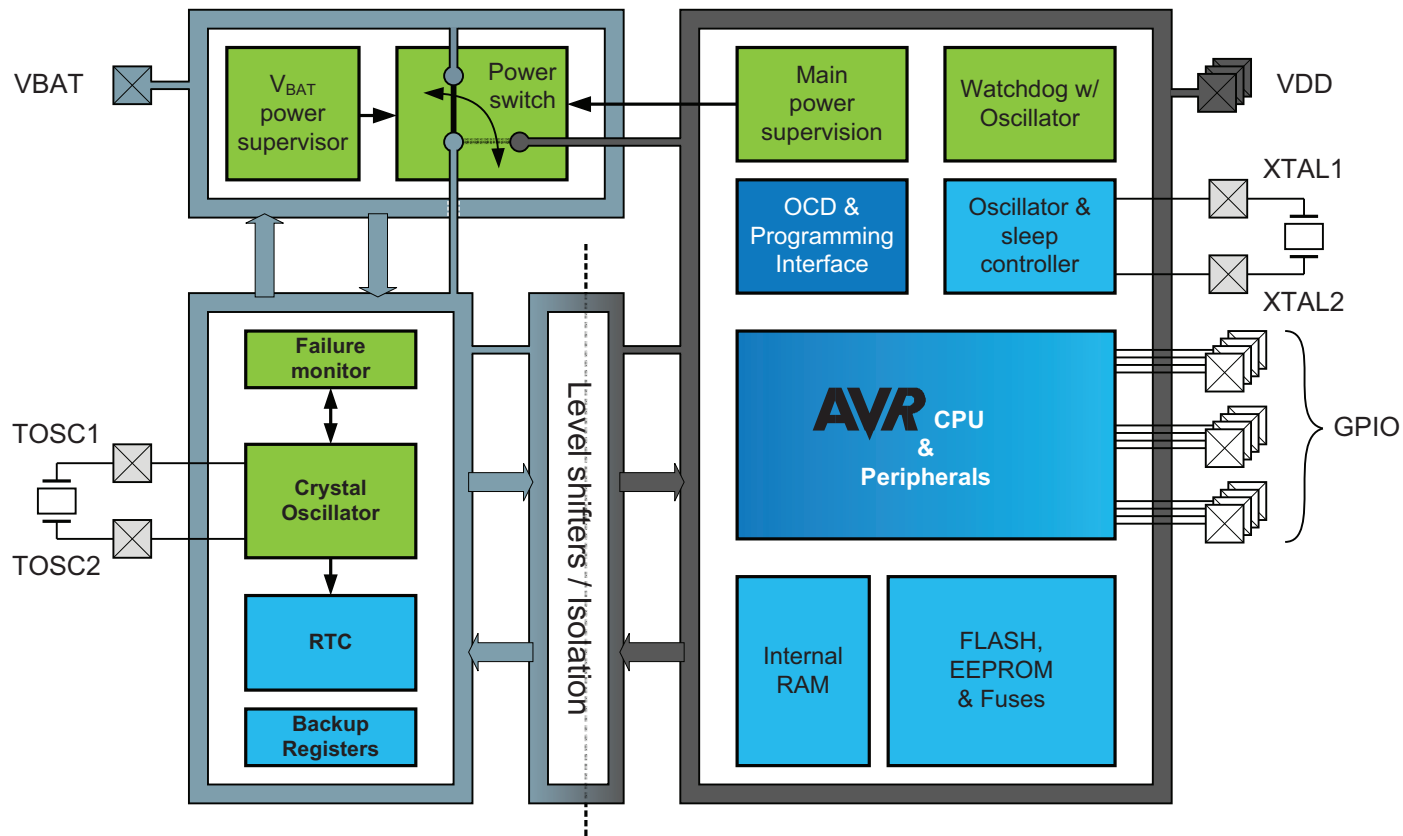 VBAT
VBAT
power
supervisor
Power
switch
Main
power
supervision
Watchdog w/
Oscillator
VDD
OCD &
Programming
Interface
Oscillator &
sleep
controller
XTAL1
XTAL2
Failure
monitor
TOSC1
TOSC2
Crystal
Oscillator
RTC
Backup
Registers
Level shifters / Isolation
AVR CPU
&
Peripherals
GPIO
Internal
RAM
FLASH,
EEPROM
& Fuses